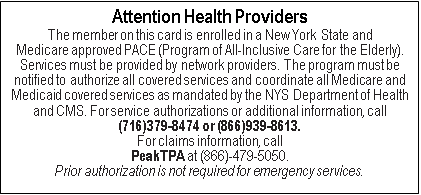 Attention Health Providers
The member on this card is enrolled in a New York State and
Medicare approved PACE (Program of All-Inclusive Care for the Elderly).
Services must be provided by network providers. The program must be
notified to authorize all covered services and coordinate all Medicare and
Medicaid covered services as mandated by the NYS Department of Health
and CMS. For service authorizations or additional information, call
(716)379-8474 or (866)939-8613.
For claims information, call
PeakTPA at (866)-479-5050.
Prior authorization is not required for emergency services.